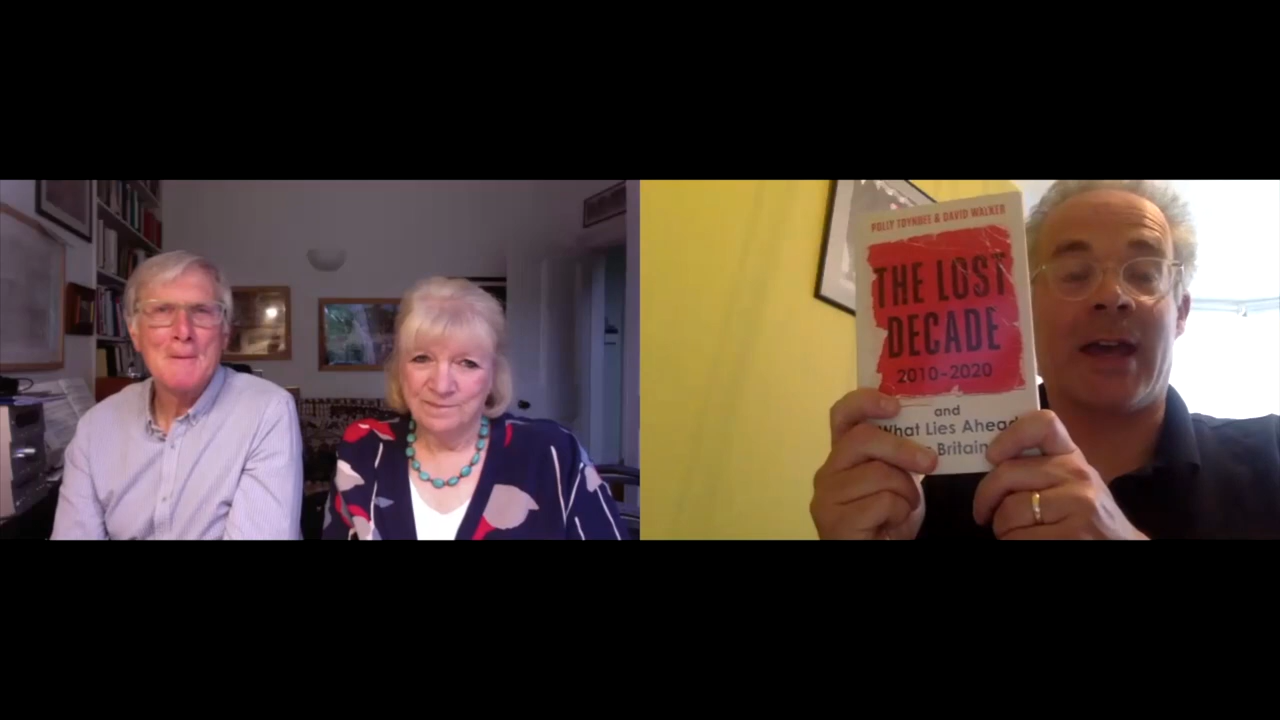 POLLY TOYNBEE & DAVID WALKER
THE LOST
DECADE
2010–2020
and
What Lies Ahead
Britain